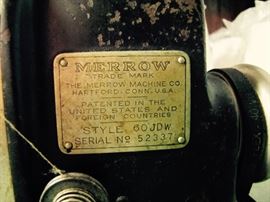 MERROW
TRADE MARK
THE MERROW MACHINE CO.
HARTFORD, CONN. U.S.A.
PATENTED IN THE
UNITED STATES AND
FOREIGN COUNTRIES
STYLE 60JDW
SERIAL Nº 52337